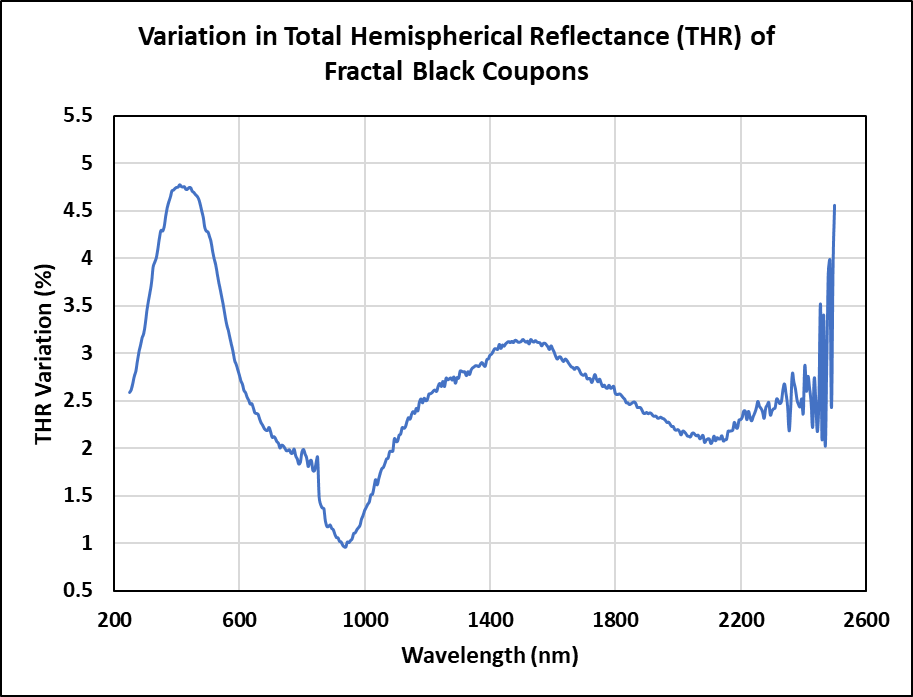 Variation in Total Hemispherical Reflectance (THR) of
Fractal Black Coupons
5.5
5
4.5
4
3.5
3
2.5
2
1.5
1
0.5
THR Variation (%)
200 600 1000 1400 1800 2200 2600
Wavelength (nm)